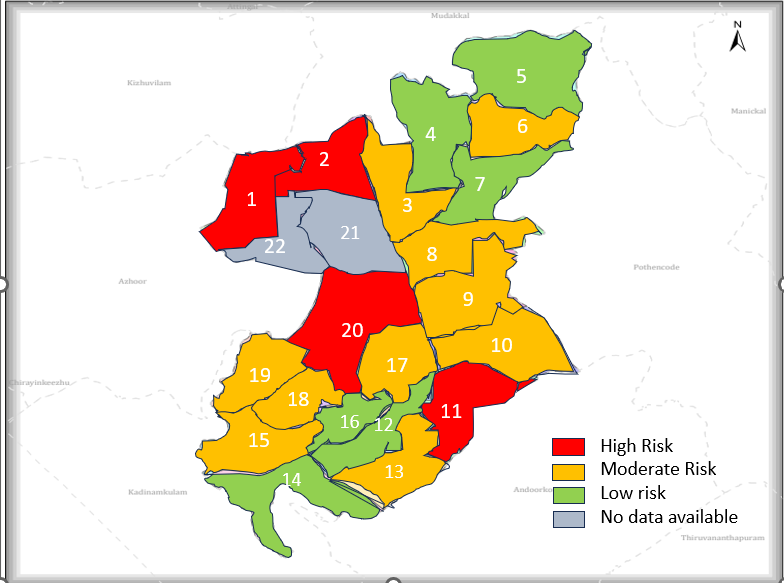 Mudakkal
N
Kizhuvilam
5
Manickal
6
4
2
7
1
3
21
22
8
Pothencode
Azhoor
9
20
10
17
19
Chirayinkeezhu
18
11
16
12
15
High Risk
13
Moderate Risk
14
Low risk
Kadinamkulam
No data available
Thiruvananthapuram